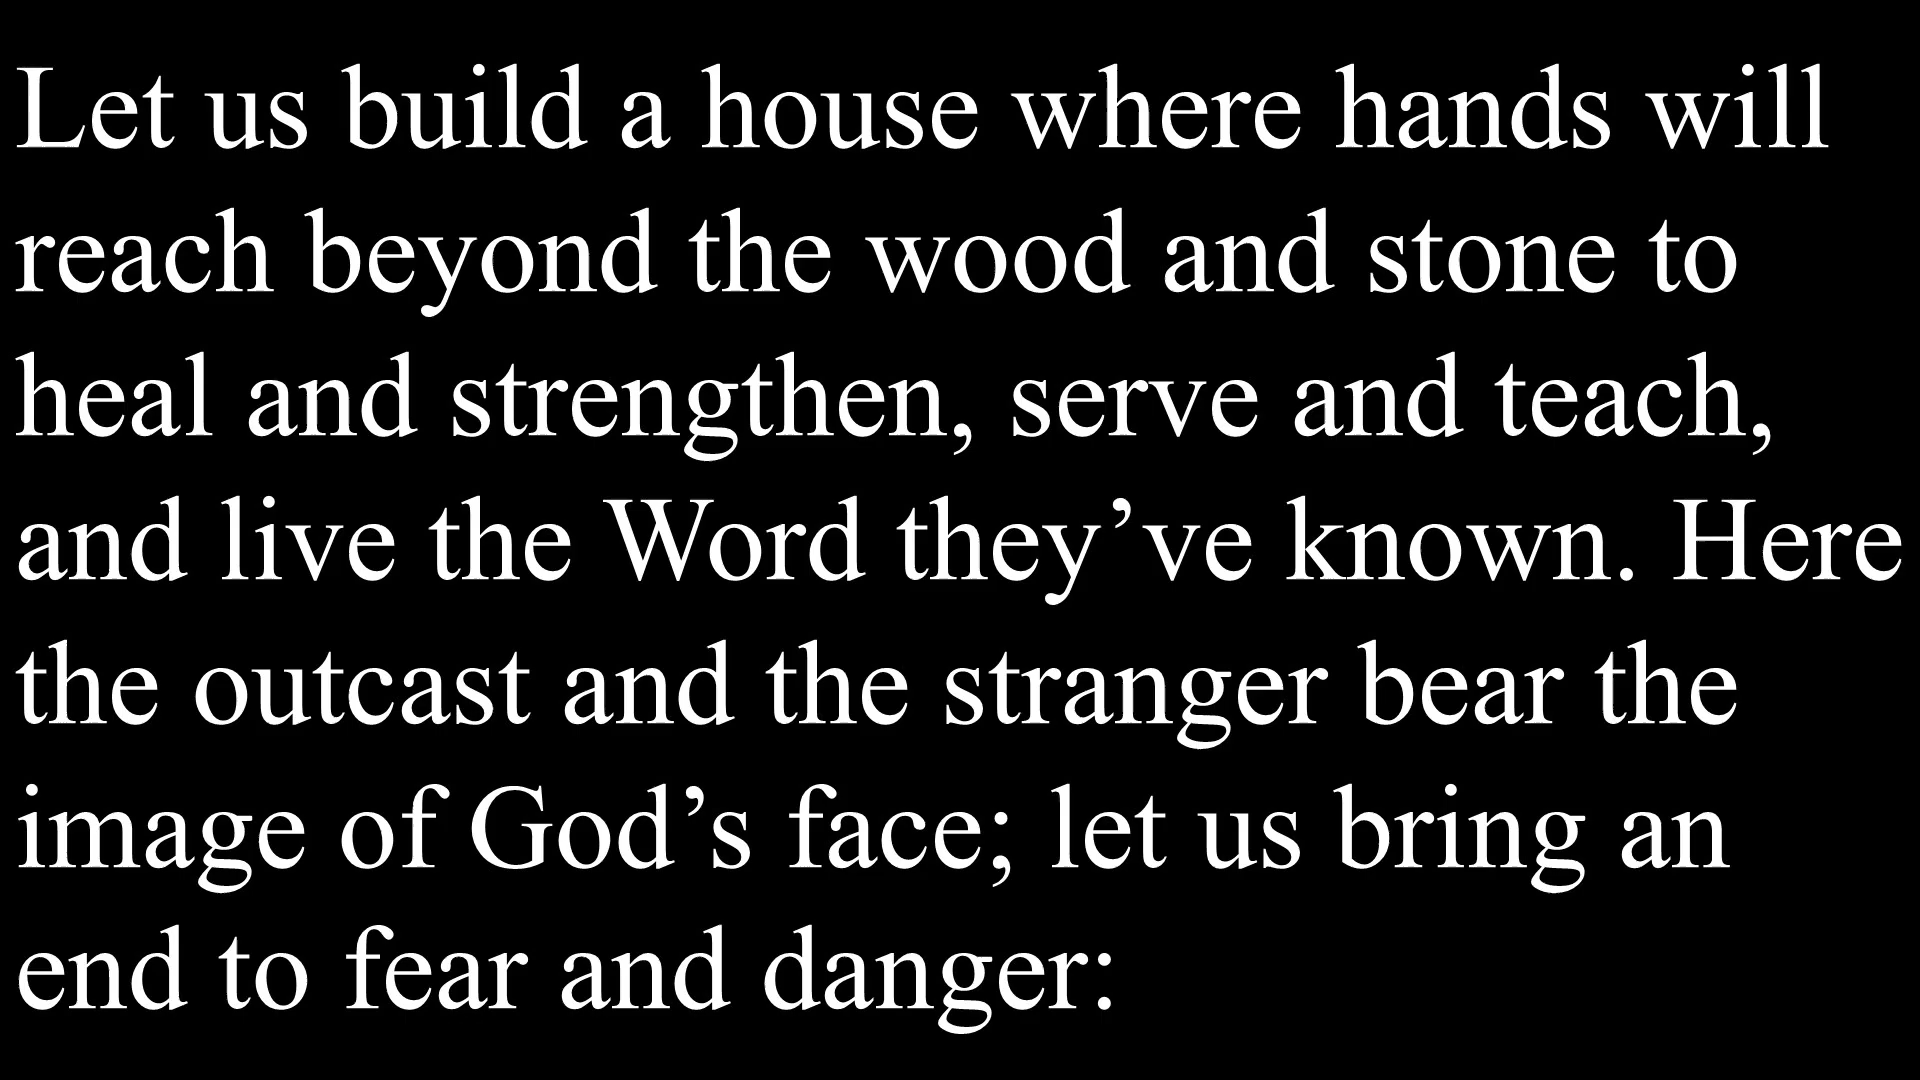 Let us build a house where hands will
reach beyond the wood and stone to
heal and strengthen, serve and teach,
and live the Word they’ve known. Here
the outcast and the stranger bear the
image of God’s face; let us bring an
end to fear and danger: